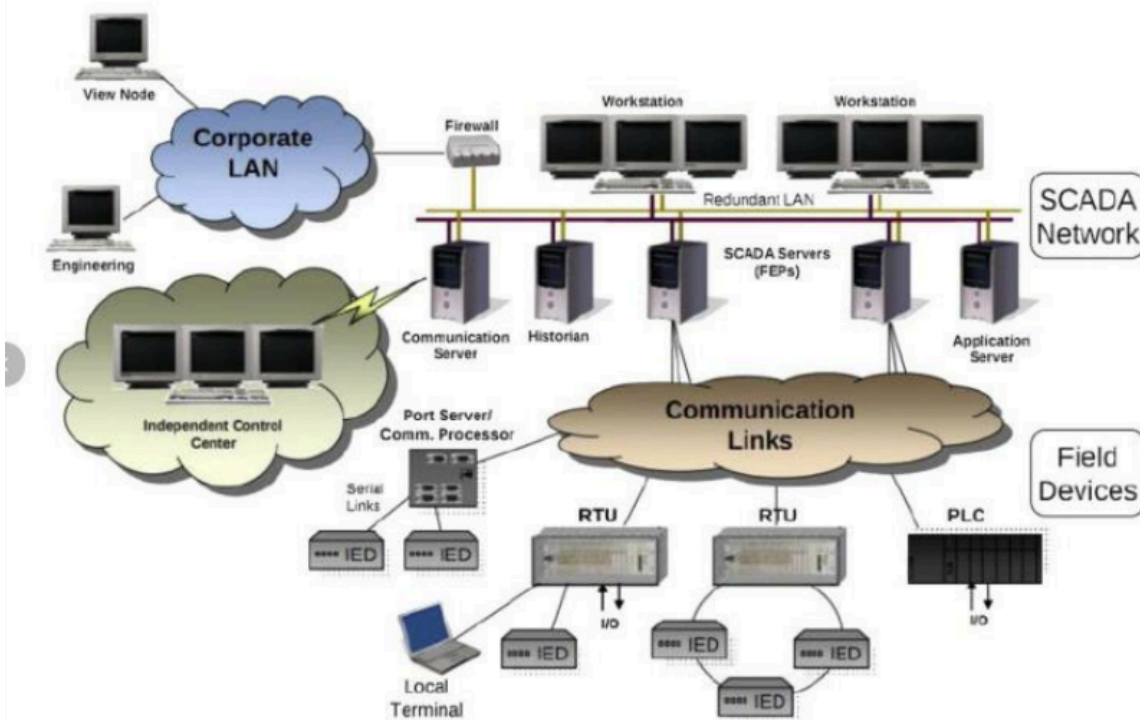 View Node
Corporate
LAN
Firewall
Workstation
Workstation
Redundant LAN
SCADA
Network
Engineering
SCADA Servers
(FEPs)
Communication
Server
Historian
Application
Server
Independent Control
Center
Port Server/
Comm. Processor
Communication
Links
Serial
Links
Field
Devices
RTU
RTU
PLC
IED
IED
I/O
I/O
IED
IED
IED
IED
Local
Terminal